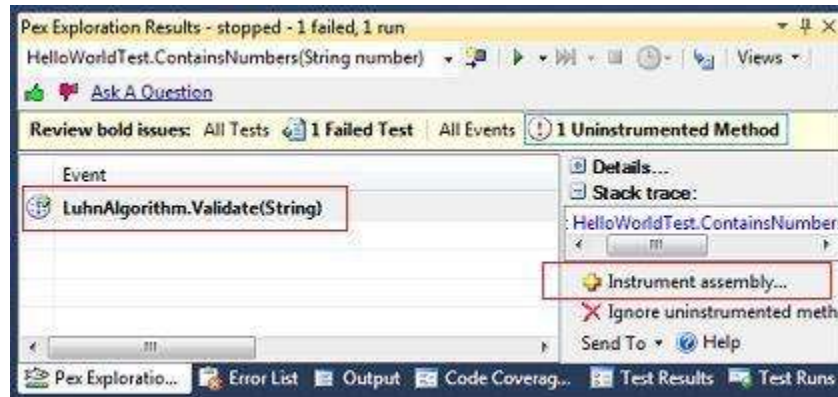 Pex Exploration Results - stopped - 1 failed, 1 run
HelloWorldTest.ContainsNumbers(String number)
Views
Ask A Question
Review bold issues: All Tests 1 Failed Test All Events 1 Uninstrumented Method
Event
LuhnAlgorithm.Validate(String)
Details...
Stack trace:
HelloWorldTest.ContainsNumber
Instrument assembly...
Ignore uninstrumented meth
Send To Help
Pex Exploratio... Error List Output Code Coverag... Test Results Test Runs